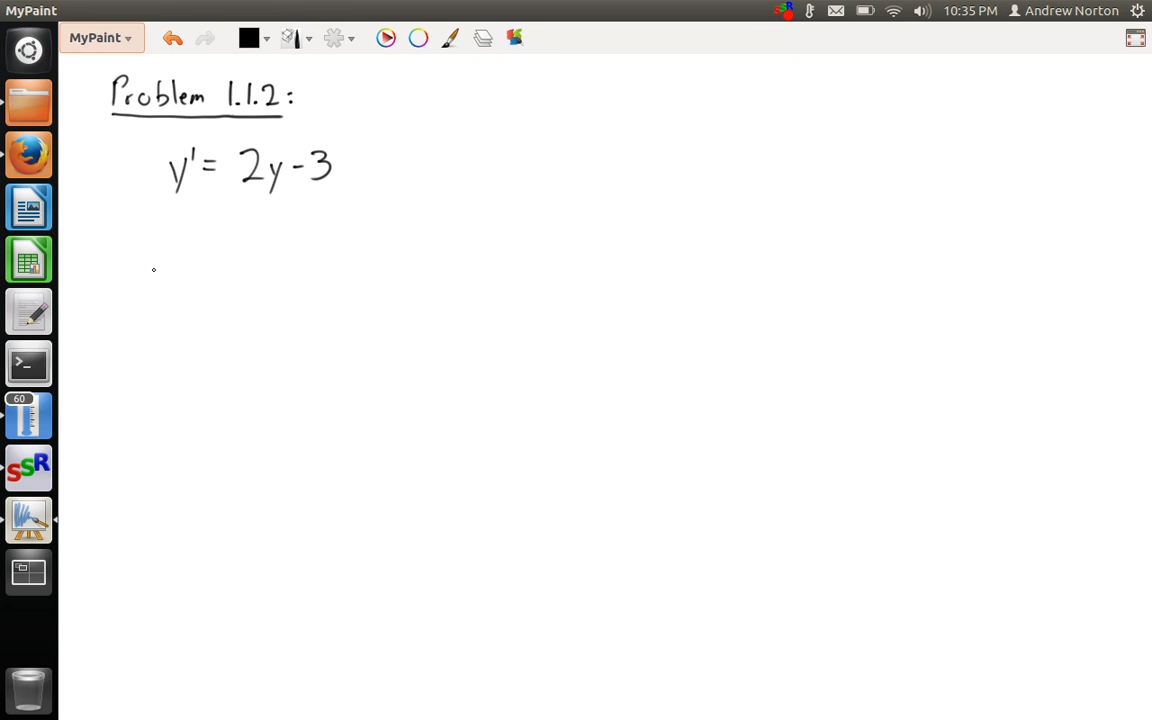 MyPaint
10:35 PM Andrew Norton
MyPaint
Problem 1.1.2:
y' = 2y - 3
>_
60
SSR